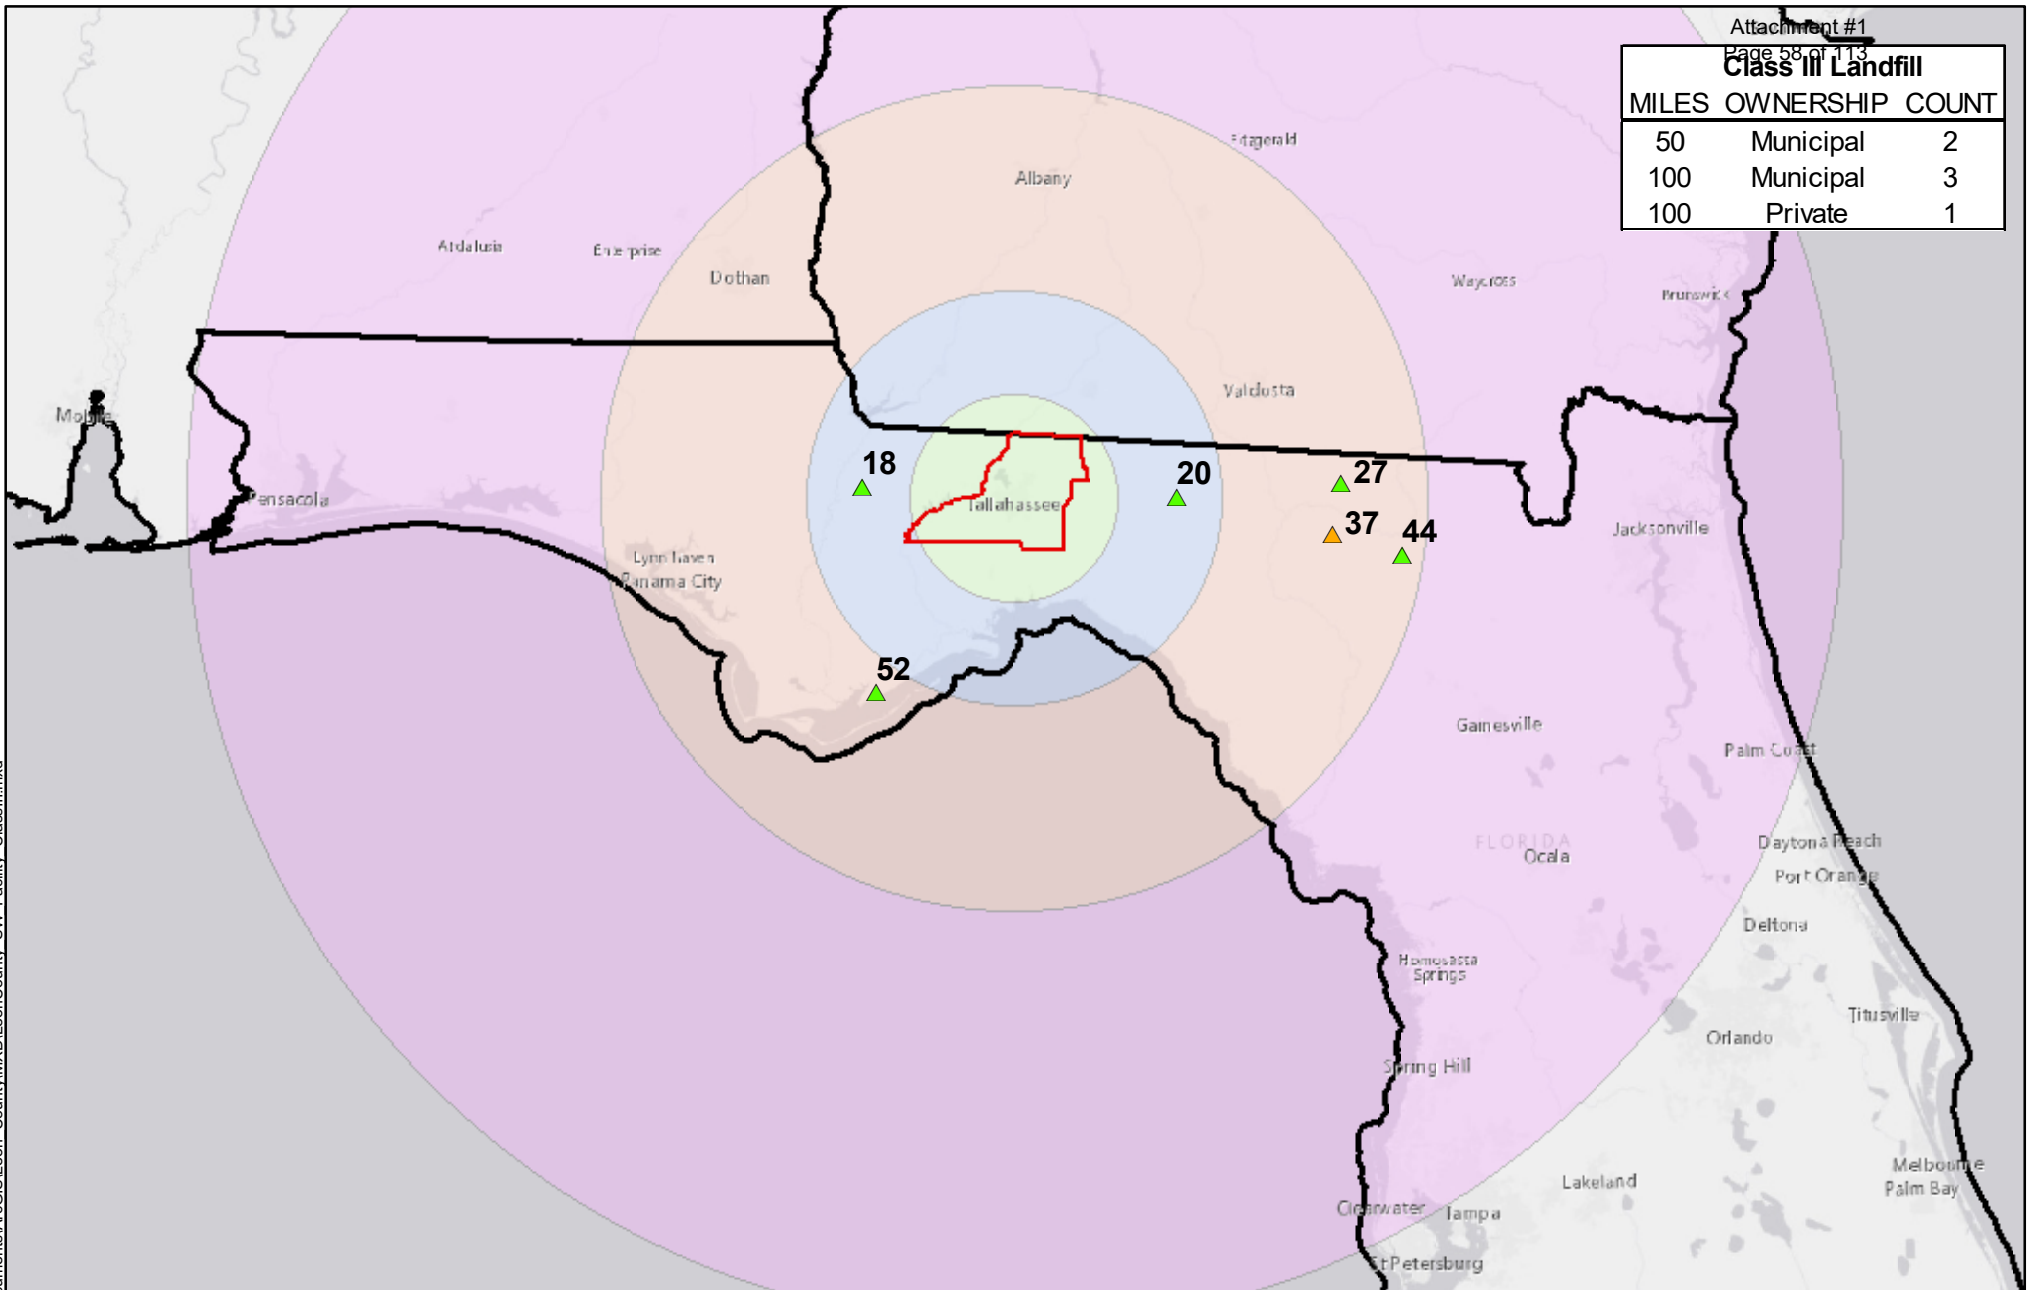 Attachment #1
Page 58 of 113
Class III Landfill
MILES OWNERSHIP COUNT
50 Municipal 2
100 Municipal 3
100 Private 1
Fitzgerald
Albany
Andalusia
Enterprise
Dothan
Waycross
Brunswick
Valdosta
Mobile
18
20
27
Pensacola
Tallahassee
37
44
Jacksonville
Lynn Haven
Panama City
52
Gainesville
Palm Coast
FLORIDA
Ocala
Daytona Beach
Port Orange
Deltona
Homosassa
Springs
Titusville
Orlando
Spring Hill
Melbourne
Palm Bay
Lakeland
Clearwater
Tampa
St Petersburg